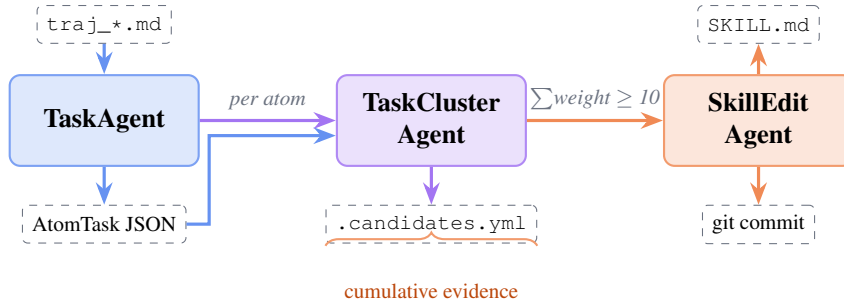 traj_*.md
SKILL.md
TaskAgent
per atom
TaskCluster
Agent
∑weight ≥ 10
SkillEdit
Agent
AtomTask JSON
.candidates.yml
git commit
cumulative evidence